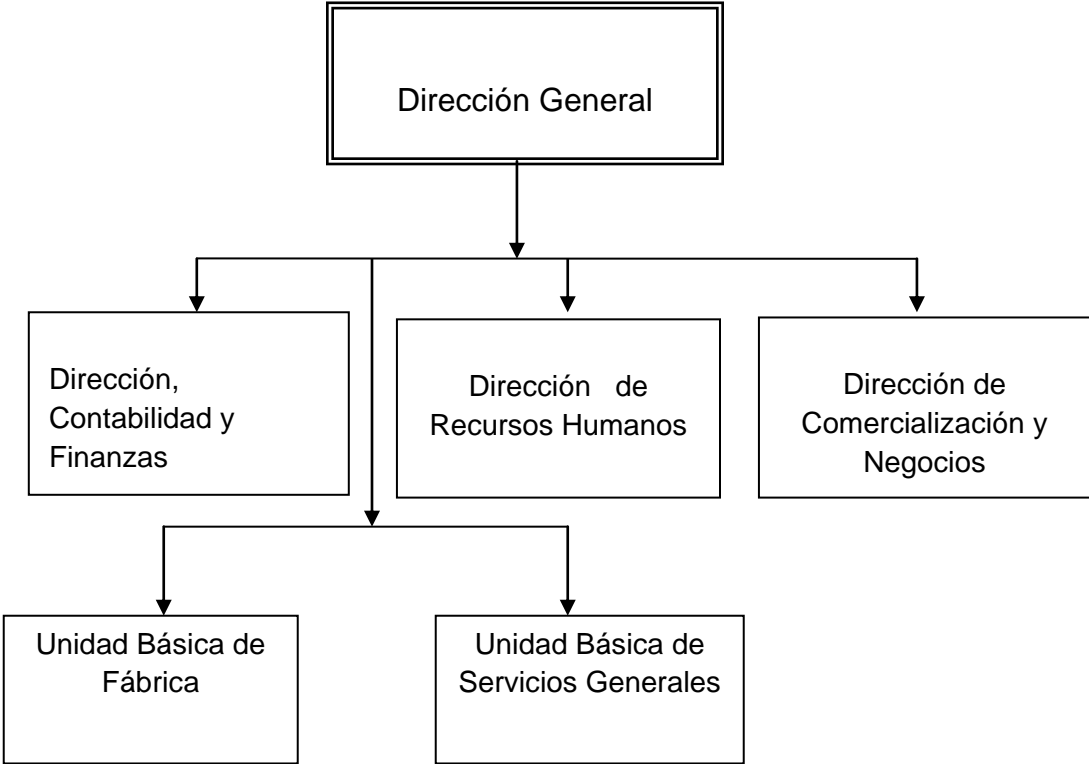 Dirección General
Dirección,
Contabilidad y
Finanzas
Dirección de
Recursos Humanos
Dirección de
Comercialización y
Negocios
Unidad Básica de
Fábrica
Unidad Básica de
Servicios Generales